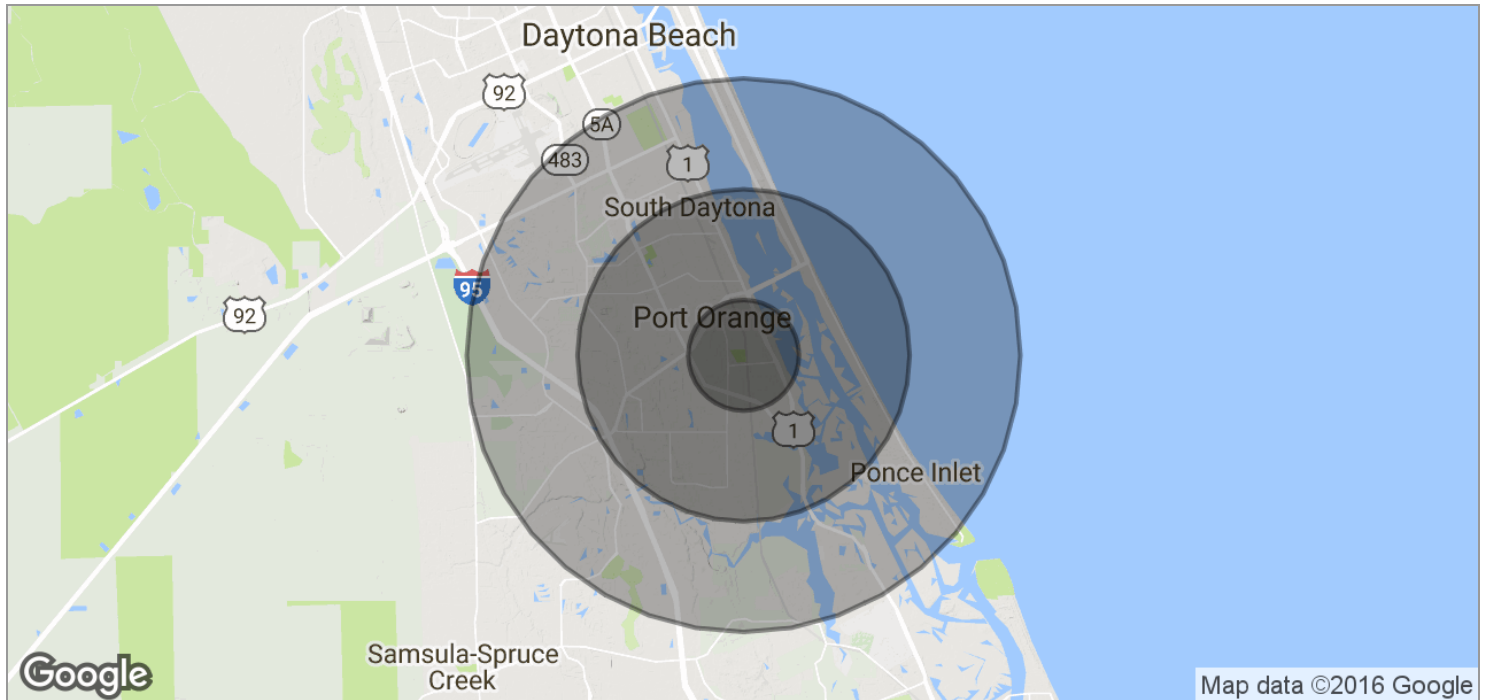 Daytona Beach
92
5A
483
1
South Daytona
95
92
Port Orange
1
Ponce Inlet
Samsula-Spruce
Creek
Google
Map data ©2016 Google